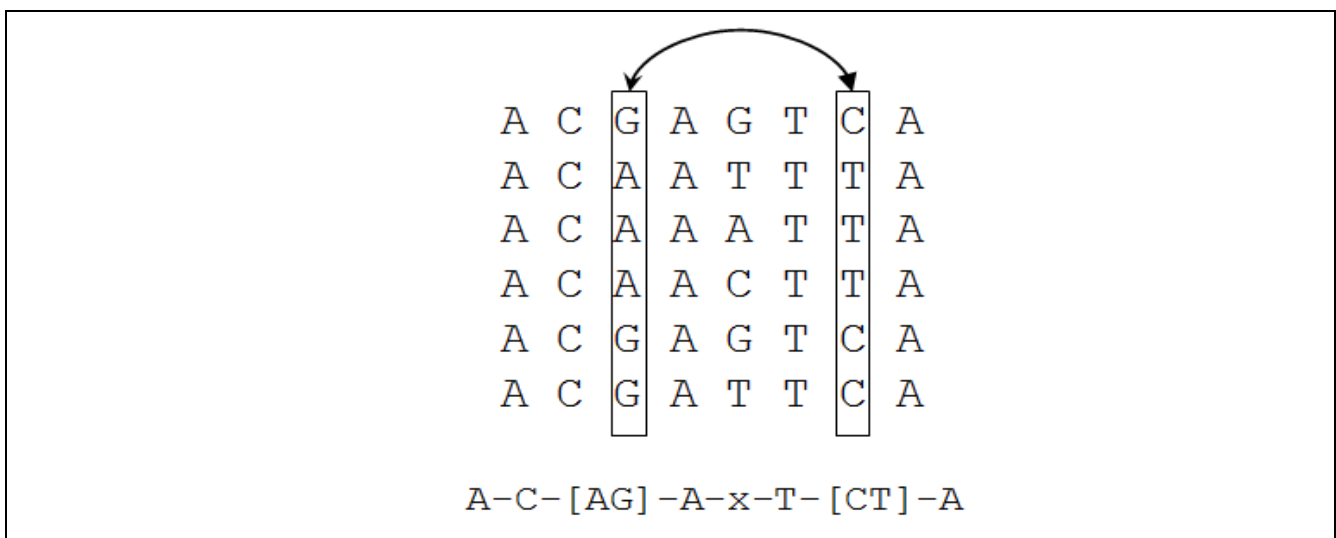 A C G A G T C A
A C A A T T T A
A C A A A T T A
A C A A C T T A
A C G A G T C A
A C G A T T C A
A-C-[AG]-A-x-T-[CT]-A